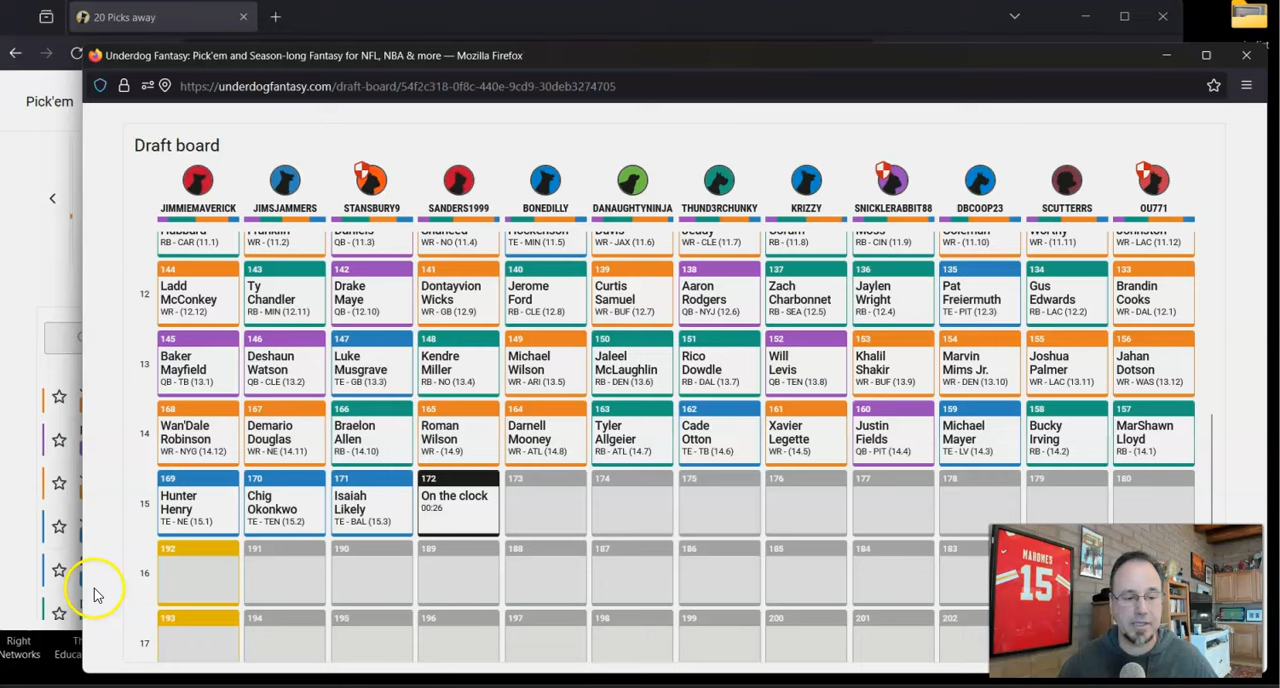 20 Picks away
Underdog Fantasy: Pick'em and Season-long Fantasy for NFL, NBA & more — Mozilla Firefox
https://underdogfantasy.com/draft-board/54f2c318-0f8c-440e-9cd9-30deb3274705
Pick'em
Draft board
JIMMIEMAVERICK JIMSJAMMERS STANSBURY9 SANDERS1999 BONEDILLY DANAUGHTYNINJA THUND3RCHUNKY KRIZZY SNICKLERABBIT88 DBCOOP23 SCUTTERRS OU771
Hubbard Franklin Daniels Shaheed Hockenson Davis Jeudy Corum Moss Coleman Worthy Johnston
RB - CAR (11.1) WR - (11.2) QB - (11.3) WR - NO (11.4) TE - MIN (11.5) WR - JAX (11.6) WR - CLE (11.7) RB - (11.8) RB - CIN (11.9) WR - (11.10) WR - (11.11) WR - LAC (11.12)
144 143 142 141 140 139 138 137 136 135 134 133
12
Ladd Ty Drake Dontayvion Jerome Curtis Aaron Zach Jaylen Pat Gus Brandin
McConkey Chandler Maye Wicks Ford Samuel Rodgers Charbonnet Wright Freiermuth Edwards Cooks
WR - (12.12) RB - MIN (12.11) QB - (12.10) WR - GB (12.9) RB - CLE (12.8) WR - BUF (12.7) QB - NYJ (12.6) RB - SEA (12.5) RB - (12.4) TE - PIT (12.3) RB - LAC (12.2) WR - DAL (12.1)
145 146 147 148 149 150 151 152 153 154 155 156
13
Baker Deshaun Luke Kendre Michael Jaleel Rico Will Khalil Marvin Joshua Jahan
Mayfield Watson Musgrave Miller Wilson McLaughlin Dowdle Levis Shakir Mims Jr. Palmer Dotson
QB - TB (13.1) QB - CLE (13.2) TE - GB (13.3) RB - NO (13.4) WR - ARI (13.5) RB - DEN (13.6) RB - DAL (13.7) QB - TEN (13.8) WR - BUF (13.9) WR - DEN (13.10) WR - LAC (13.11) WR - WAS (13.12)
168 167 166 165 164 163 162 161 160 159 158 157
14
Wan'Dale Demario Braelon Roman Darnell Tyler Cade Xavier Justin Michael Bucky MarShawn
Robinson Douglas Allen Wilson Mooney Allgeier Otton Legette Fields Mayer Irving Lloyd
WR - NYG (14.12) WR - NE (14.11) RB - (14.10) WR - (14.9) WR - ATL (14.8) RB - ATL (14.7) TE - TB (14.6) WR - (14.5) QB - PIT (14.4) TE - LV (14.3) RB - (14.2) RB - (14.1)
169 170 171 172 173 174 175 176 177 178 179 180
15
Hunter Chig Isaiah On the clock
Henry Okonkwo Likely 00:26
TE - NE (15.1) TE - TEN (15.2) TE - BAL (15.3)
192 191 190 189 188 187 186 185 184 183
16
193 194 195 196 197 198 199 200 201 202
17
Right
Networks
MAHOMES
15